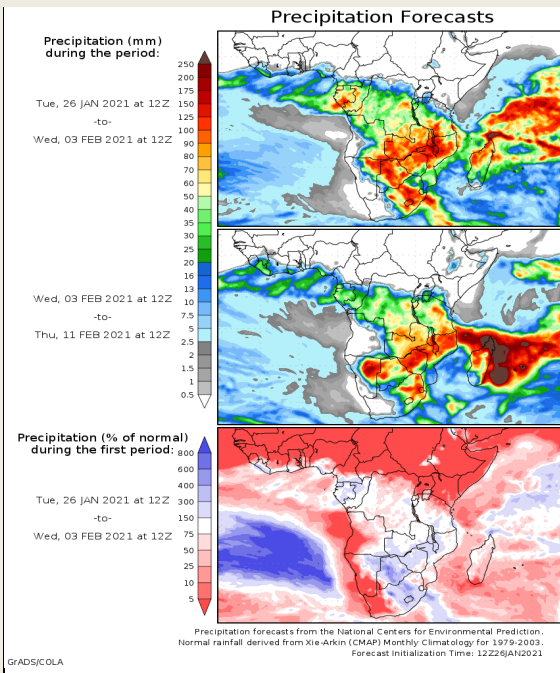 Precipitation Forecasts
Precipitation (mm)
during the period:
Tue, 26 JAN 2021 at 12Z
-to-
Wed, 03 FEB 2021 at 12Z
250
200
175
150
125
100
90
80
70
60
50
40
35
30
25
20
16
13
10
7.5
5
2.5
2
1.5
1
0.5
Wed, 03 FEB 2021 at 12Z
-to-
Thu, 11 FEB 2021 at 12Z
Precipitation (% of normal)
during the first period:
Tue, 26 JAN 2021 at 12Z
-to-
Wed, 03 FEB 2021 at 12Z
800
600
400
300
150
75
50
25
10
5
Precipitation forecasts from the National Centers for Environmental Prediction.
Normal rainfall derived from Xie-Arkin (CMAP) Monthly Climatology for 1979-2003.
Forecast Initialization Time: 12Z26JAN2021
GrADS/COLA